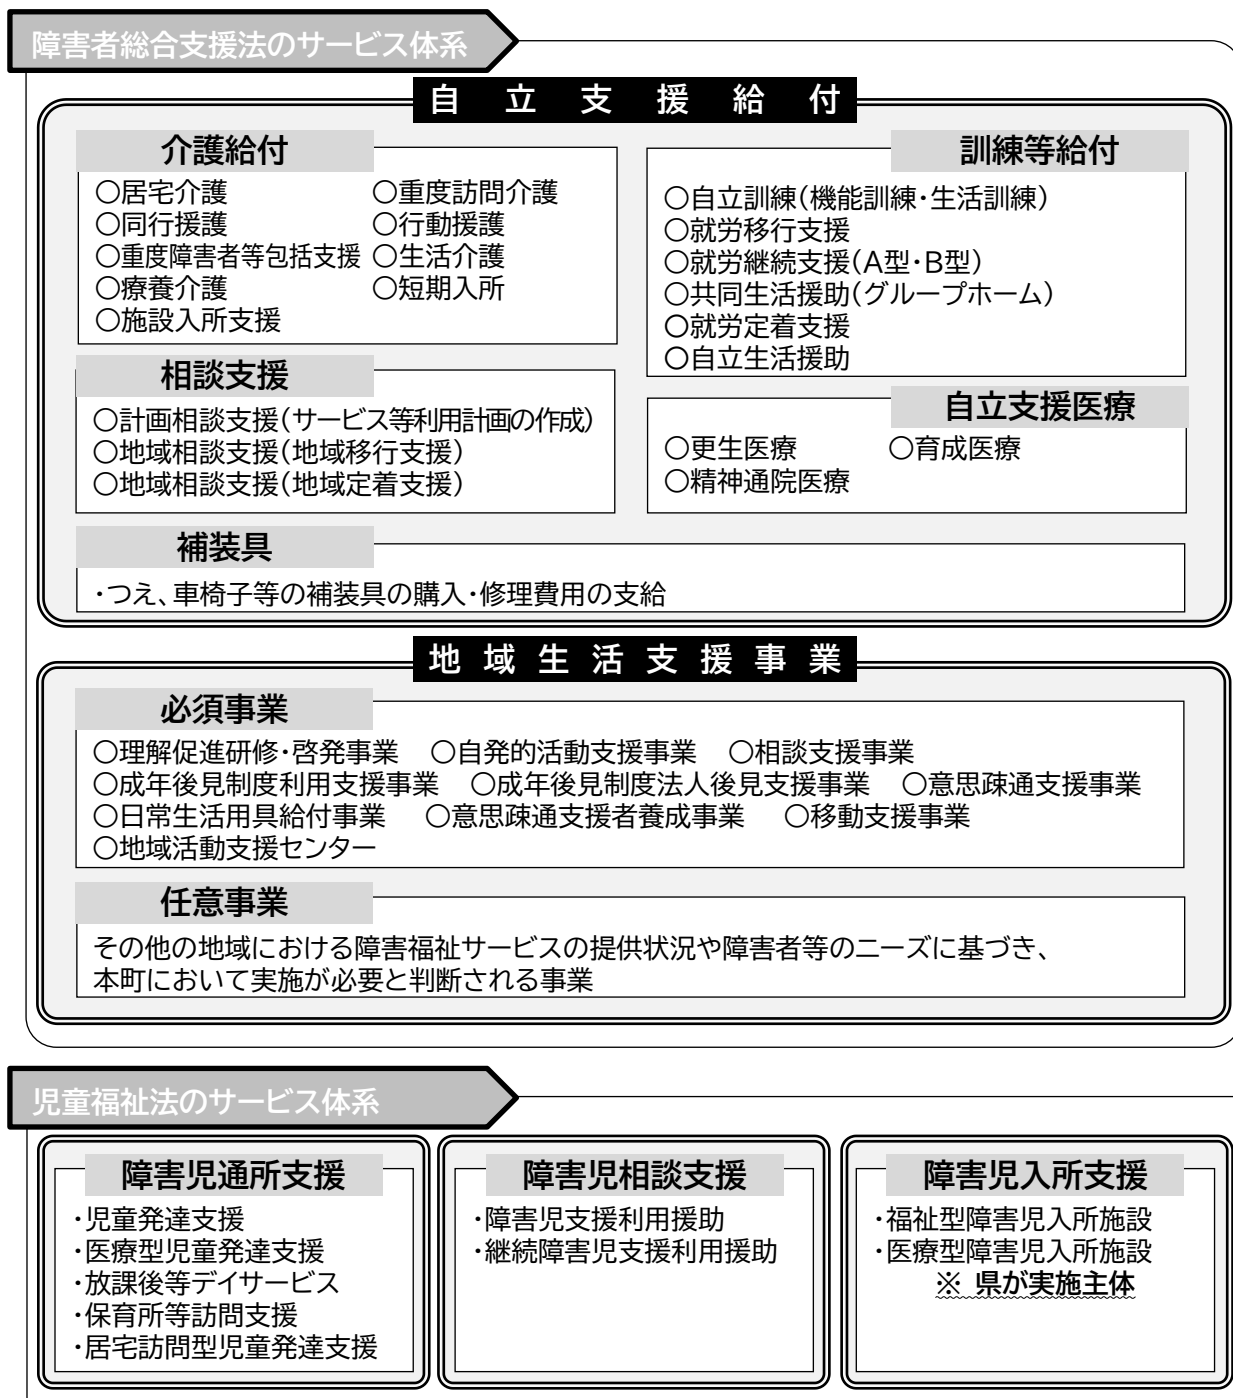 障害者総合支援法のサービス体系
自立支援給付
介護給付
○居宅介護 ○重度訪問介護
○同行援護 ○行動援護
○重度障害者等包括支援 ○生活介護
○療養介護 ○短期入所
○施設入所支援
訓練等給付
○自立訓練(機能訓練・生活訓練)
○就労移行支援
○就労継続支援(A型・B型)
○共同生活援助(グループホーム)
○就労定着支援
○自立生活援助
相談支援
○計画相談支援(サービス等利用計画の作成)
○地域相談支援(地域移行支援)
○地域相談支援(地域定着支援)
自立支援医療
○更生医療 ○育成医療
○精神通院医療
補装具
・つえ、車椅子等の補装具の購入・修理費用の支給
地域生活支援事業
必須事業
○理解促進研修・啓発事業 ○自発的活動支援事業 ○相談支援事業
○成年後見制度利用支援事業 ○成年後見制度法人後見支援事業 ○意思疎通支援事業
○日常生活用具給付事業 ○意思疎通支援者養成事業 ○移動支援事業
○地域活動支援センター
任意事業
その他の地域における障害福祉サービスの提供状況や障害者等のニーズに基づき、
本町において実施が必要と判断される事業
児童福祉法のサービス体系
障害児通所支援
・児童発達支援
・医療型児童発達支援
・放課後等デイサービス
・保育所等訪問支援
・居宅訪問型児童発達支援
障害児相談支援
・障害児支援利用援助
・継続障害児支援利用援助
障害児入所支援
・福祉型障害児入所施設
・医療型障害児入所施設
※ 県が実施主体